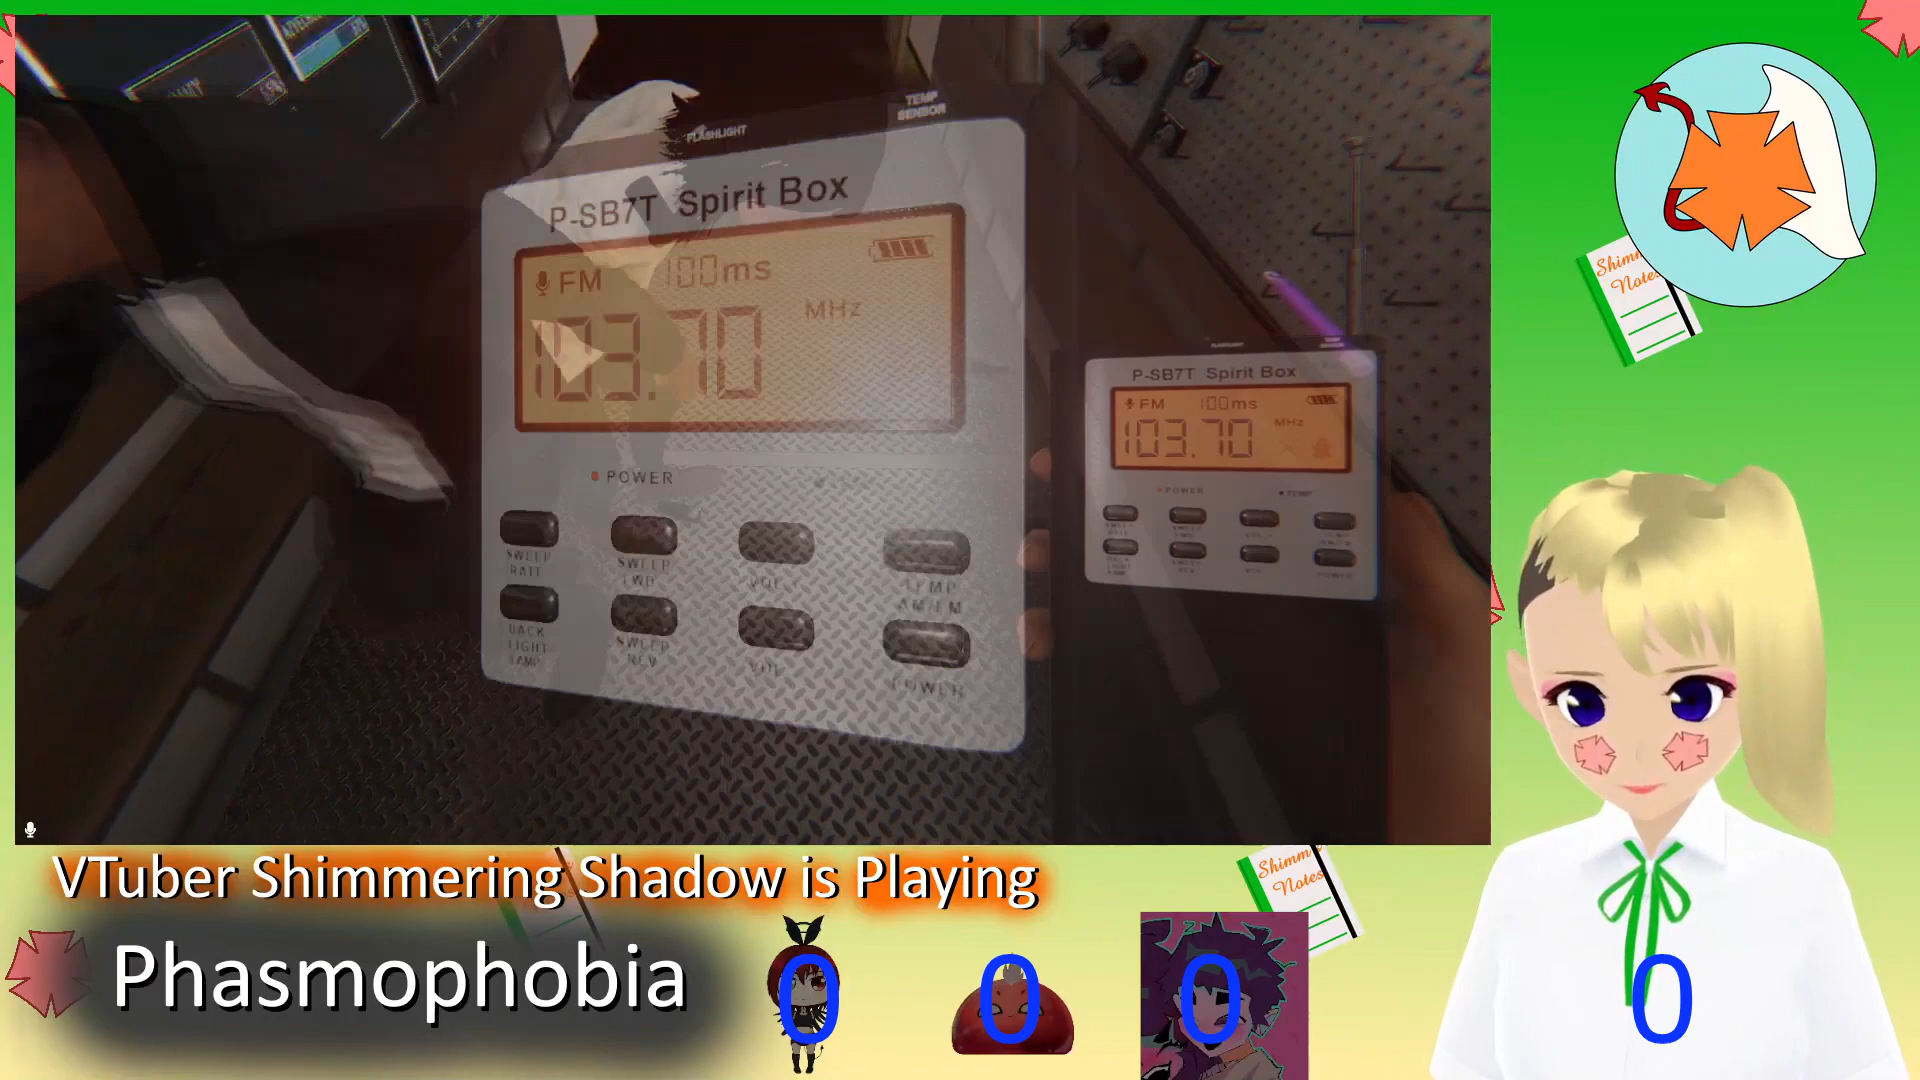 TEMP
SENSOR
FLASHLIGHT
P-SB7T Spirit Box
FM 100ms
103.70 MHz
POWER
SWEEP
RATE
SWEEP
FWD
VOL
TEMP
AM/FM
BACK
LIGHT
LAMP
SWEEP
REV
VOL
POWER
P-SB7T Spirit Box
FM 100ms
103.70 MHz
POWER
TEMP
Notes
VTuber Shimmering Shadow is Playing
Phasmophobia
Notes
0 0 0 0